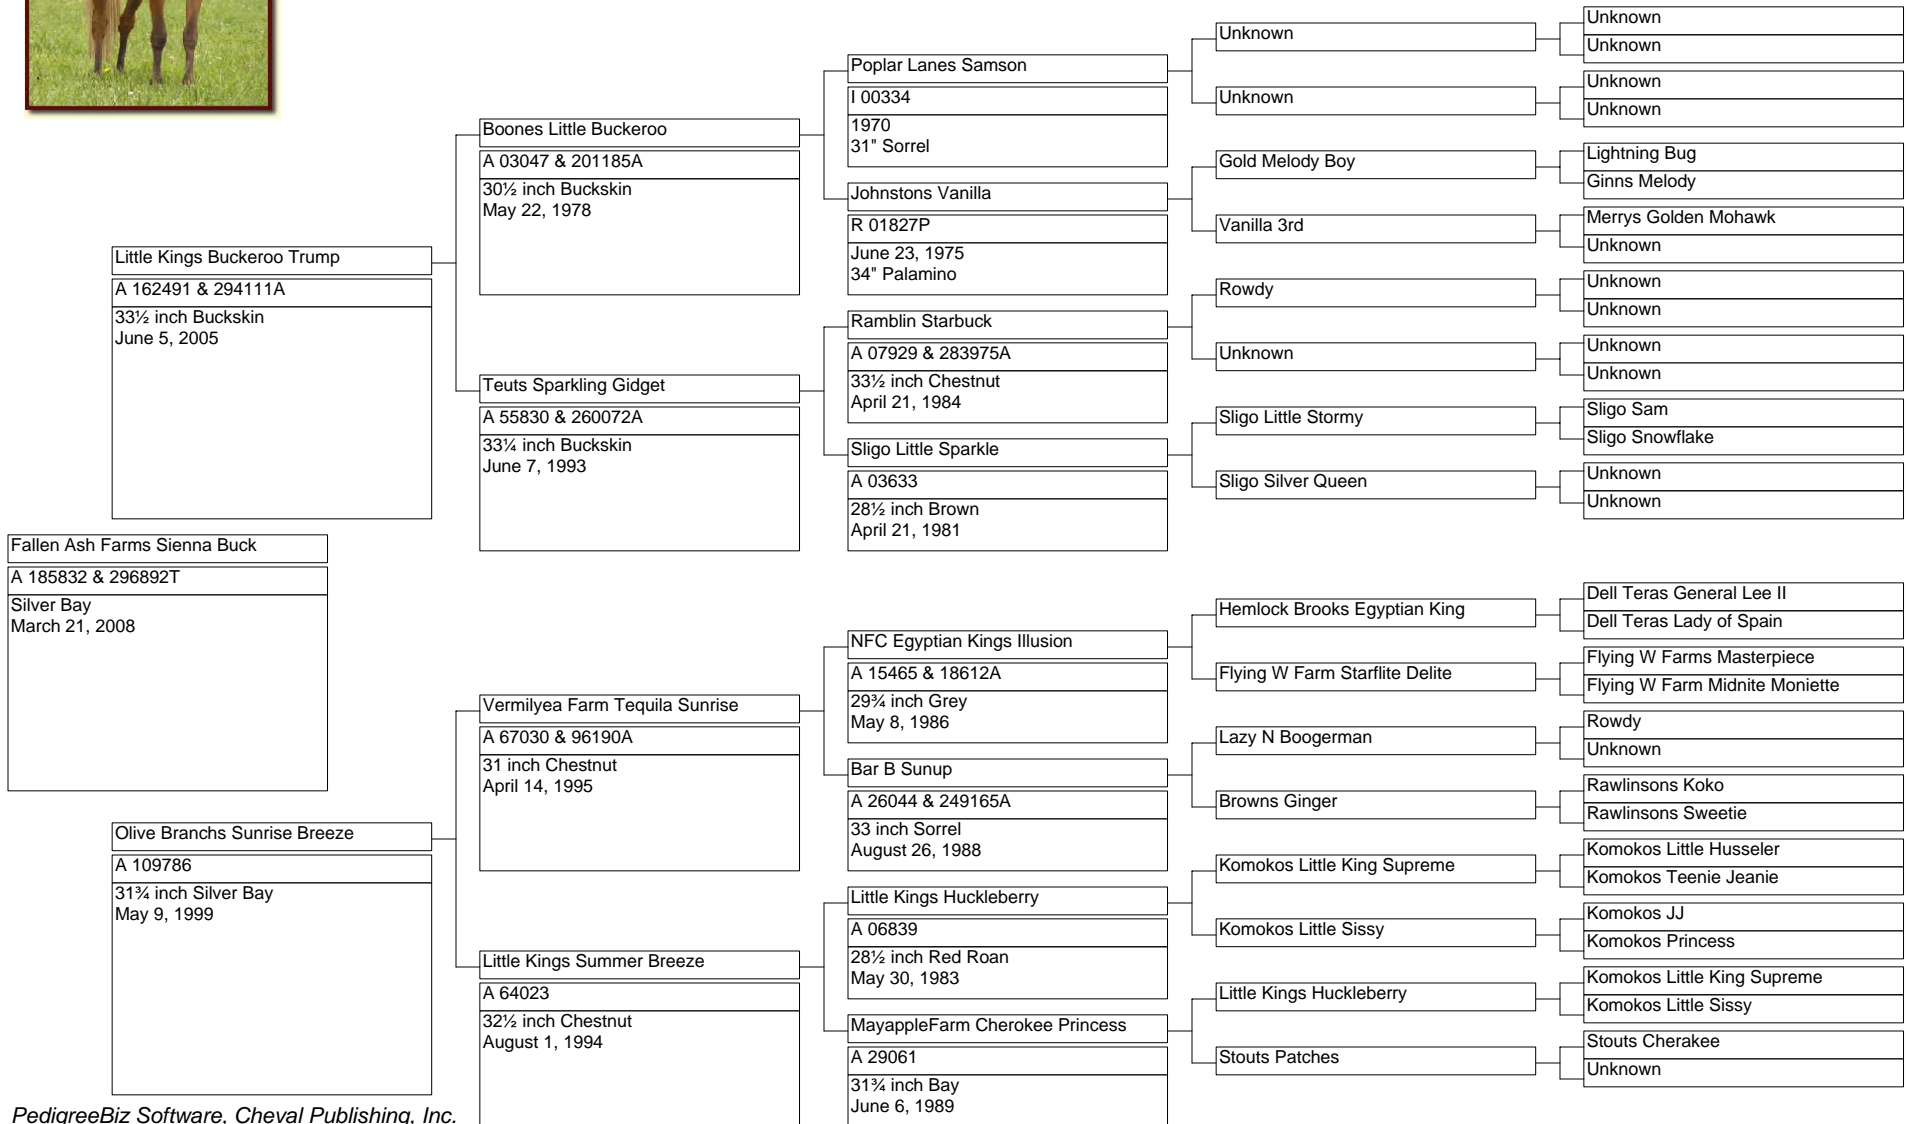 Little Kings Buckeroo Trump
A 162491 & 294111A
33½ inch Buckskin
June 5, 2005
Fallen Ash Farms Sienna Buck
A 185832 & 296892T
Silver Bay
March 21, 2008
Olive Branchs Sunrise Breeze
A 109786
31¾ inch Silver Bay
May 9, 1999
PedigreeBiz Software, Cheval Publishing, Inc.
Boones Little Buckeroo
A 03047 & 201185A
30½ inch Buckskin
May 22, 1978
Teuts Sparkling Gidget
A 55830 & 260072A
33¼ inch Buckskin
June 7, 1993
Vermilyea Farm Tequila Sunrise
A 67030 & 96190A
31 inch Chestnut
April 14, 1995
Little Kings Summer Breeze
A 64023
32½ inch Chestnut
August 1, 1994
Poplar Lanes Samson
I 00334
1970
31" Sorrel
Johnstons Vanilla
R 01827P
June 23, 1975
34" Palamino
Ramblin Starbuck
A 07929 & 283975A
33½ inch Chestnut
April 21, 1984
Sligo Little Sparkle
A 03633
28½ inch Brown
April 21, 1981
NFC Egyptian Kings Illusion
A 15465 & 18612A
29¾ inch Grey
May 8, 1986
Bar B Sunup
A 26044 & 249165A
33 inch Sorrel
August 26, 1988
Little Kings Huckleberry
A 06839
28½ inch Red Roan
May 30, 1983
MayappleFarm Cherokee Princess
A 29061
31¾ inch Bay
June 6, 1989
Unknown
Unknown
Gold Melody Boy
Vanilla 3rd
Rowdy
Unknown
Sligo Little Stormy
Sligo Silver Queen
Hemlock Brooks Egyptian King
Flying W Farm Starflite Delite
Lazy N Boogerman
Browns Ginger
Komokos Little King Supreme
Komokos Little Sissy
Little Kings Huckleberry
Stouts Patches
Unknown
Unknown
Unknown
Unknown
Lightning Bug
Ginns Melody
Merrys Golden Mohawk
Unknown
Unknown
Unknown
Unknown
Unknown
Sligo Sam
Sligo Snowflake
Unknown
Unknown
Dell Teras General Lee II
Dell Teras Lady of Spain
Flying W Farms Masterpiece
Flying W Farm Midnite Moniette
Rowdy
Unknown
Rawlinsons Koko
Rawlinsons Sweetie
Komokos Little Husseler
Komokos Teenie Jeanie
Komokos JJ
Komokos Princess
Komokos Little King Supreme
Komokos Little Sissy
Stouts Cherakee
Unknown